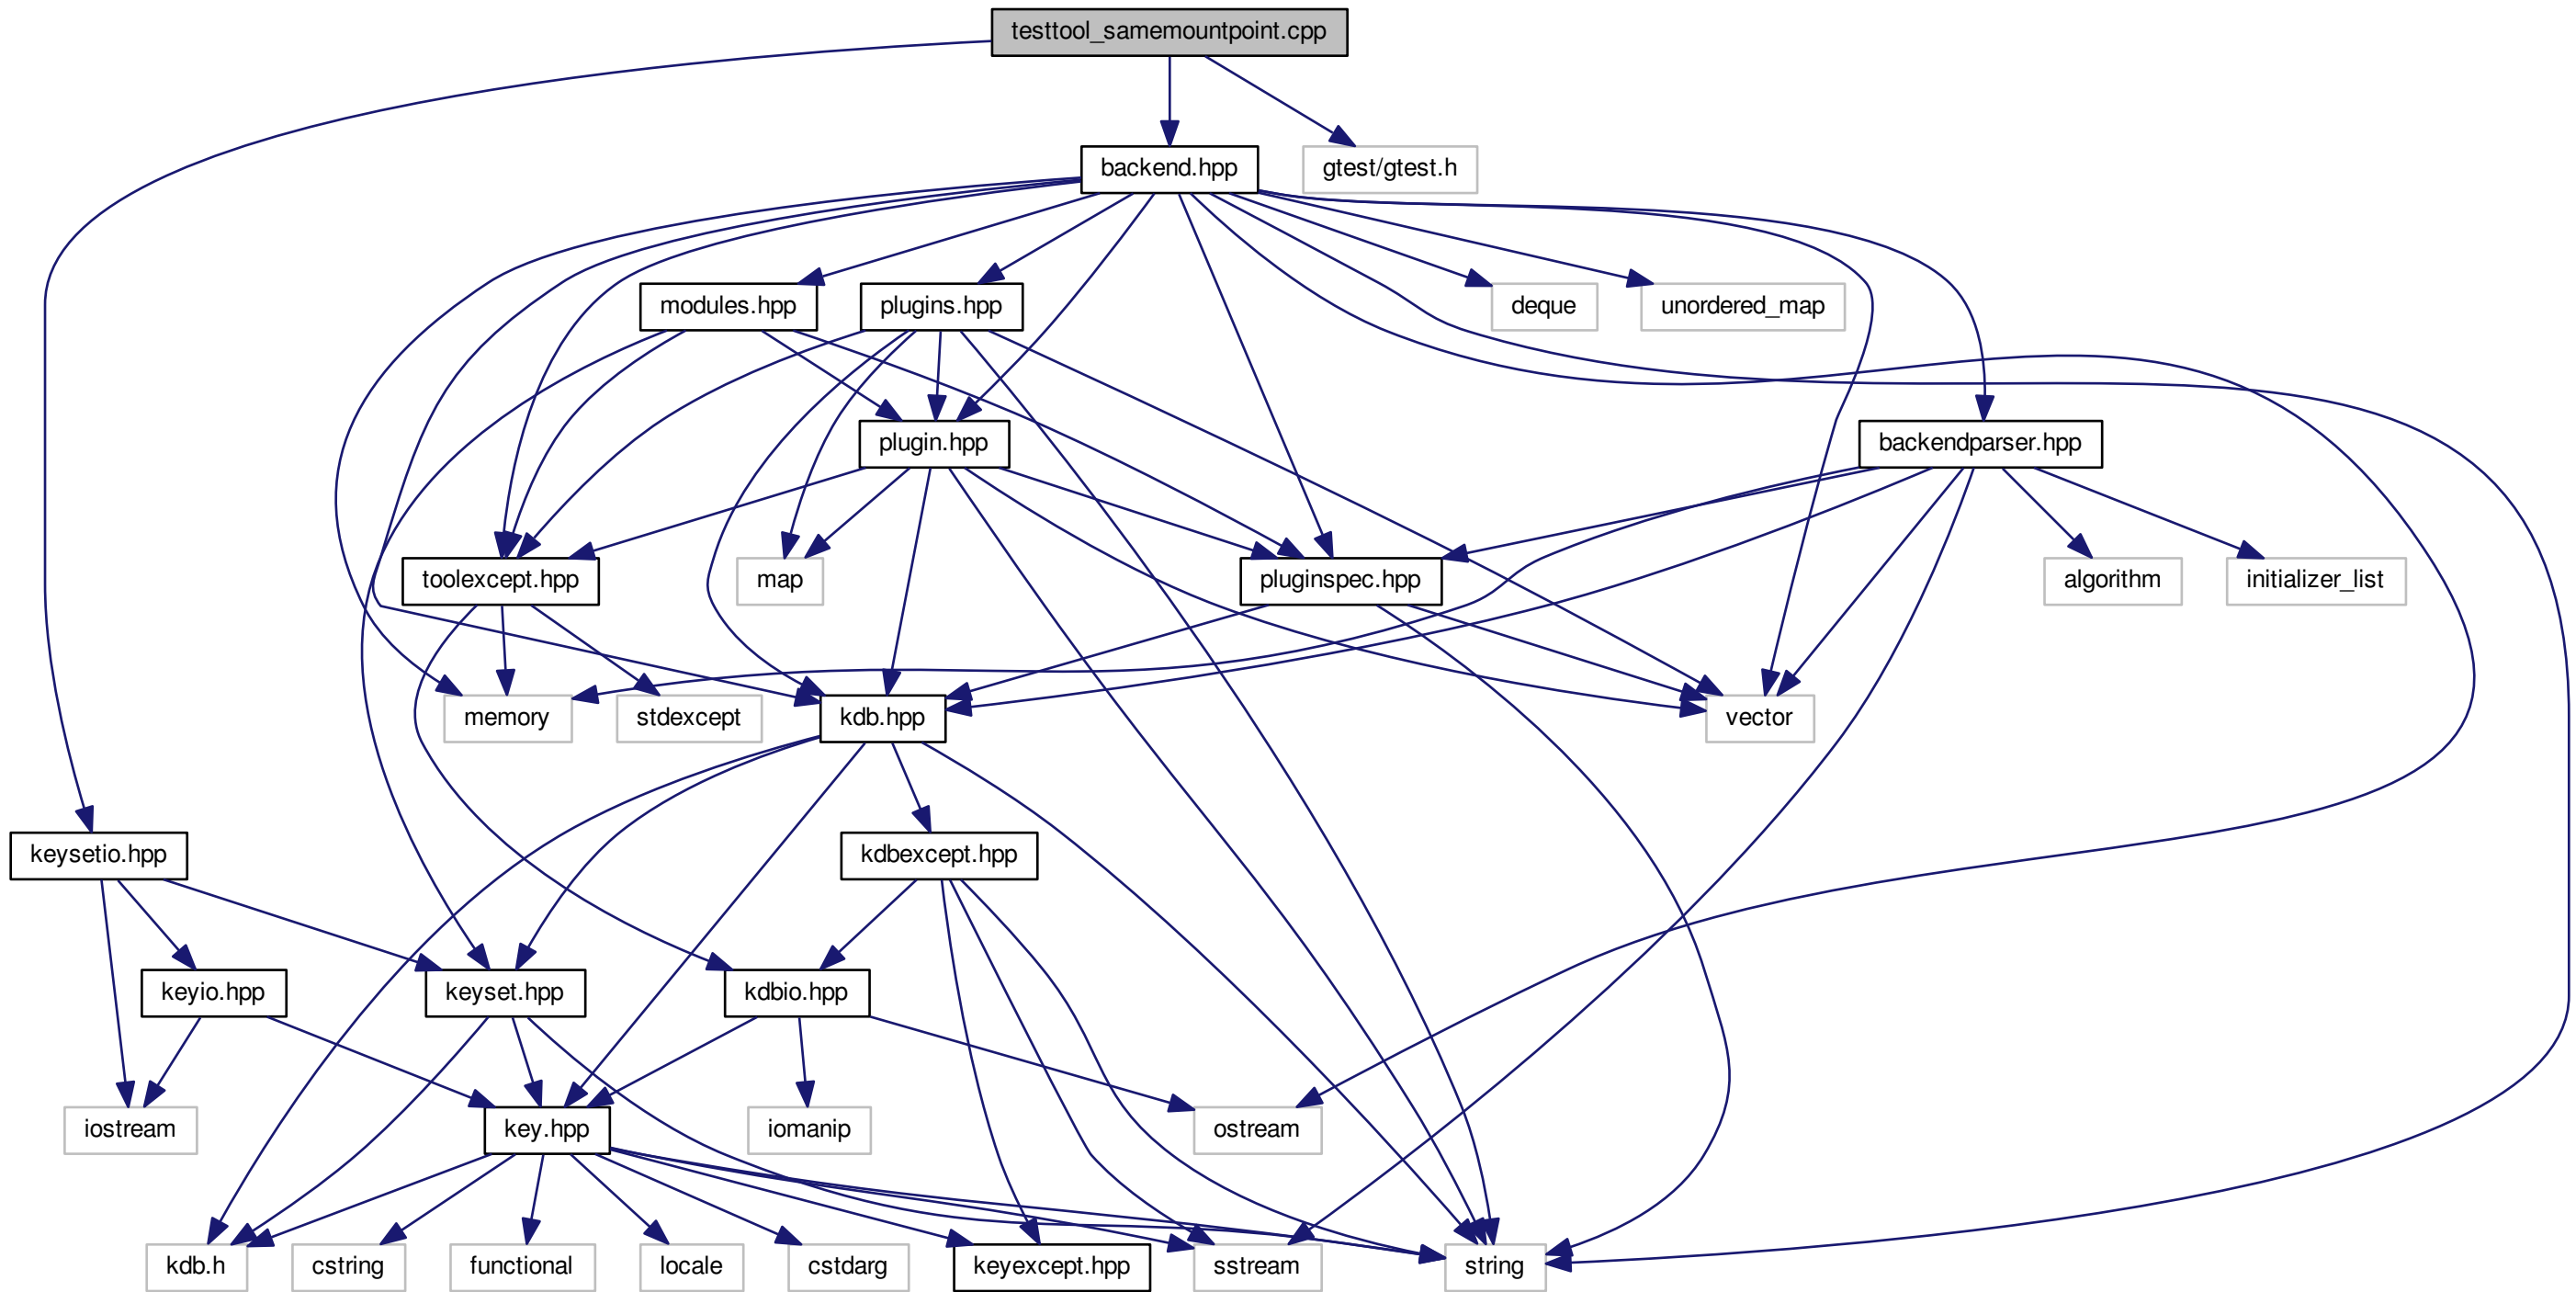 testtool_samemountpoint.cpp
backend.hpp
gtest/gtest.h
modules.hpp
plugins.hpp
deque
unordered_map
plugin.hpp
backendparser.hpp
toolexcept.hpp
map
pluginspec.hpp
algorithm
initializer_list
memory
stdexcept
kdb.hpp
vector
keysetio.hpp
kdbexcept.hpp
keyio.hpp
keyset.hpp
kdbio.hpp
iostream
key.hpp
iomanip
ostream
kdb.h
cstring
functional
locale
cstdarg
keyexcept.hpp
sstream
string